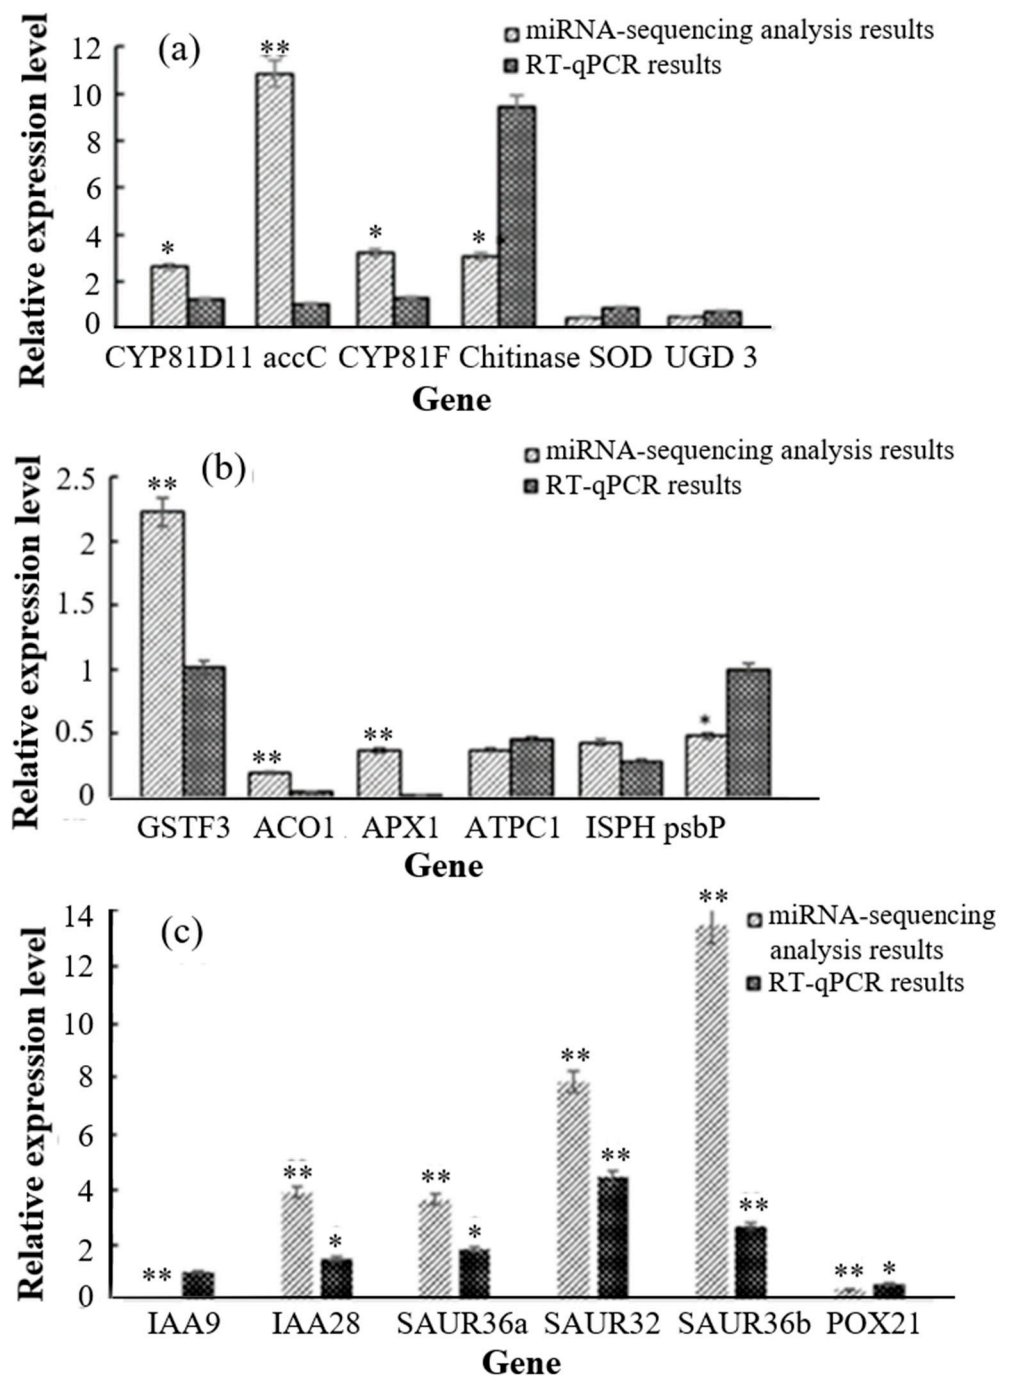 (a)
miRNA-sequencing analysis results
RT-qPCR results
Relative expression level
12
10
8
6
4
2
0
*
**
*
*
CYP81D11 accC CYP81F Chitinase SOD UGD 3
Gene
(b)
miRNA-sequencing analysis results
RT-qPCR results
Relative expression level
2.5
2
1.5
1
0.5
0
**
**
**
*
GSTF3 ACO1 APX1 ATPC1 ISPH psbP
Gene
(c)
miRNA-sequencing
analysis results
RT-qPCR results
Relative expression level
14
12
10
8
6
4
2
0
**
**
*
**
*
**
**
**
**
**
*
IAA9 IAA28 SAUR36a SAUR32 SAUR36b POX21
Gene